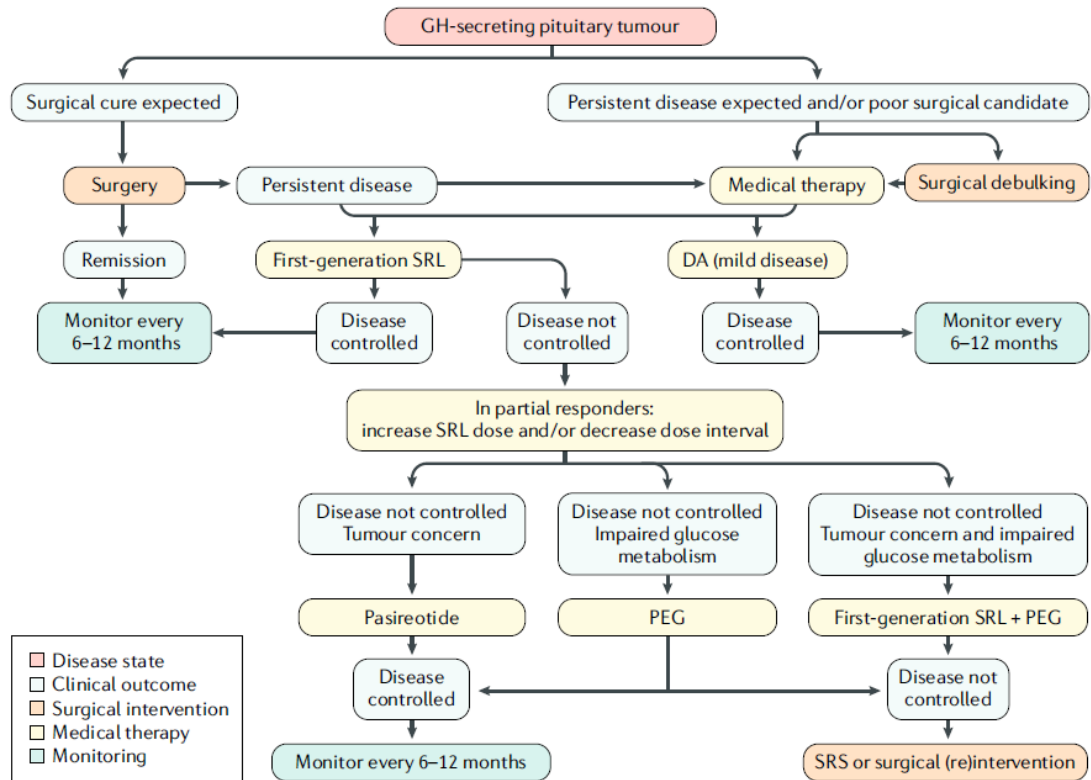 GH-secreting pituitary tumour
Surgical cure expected
Persistent disease expected and/or poor surgical candidate
Surgery
Persistent disease
Medical therapy
Surgical debulking
Remission
First-generation SRL
DA (mild disease)
Monitor every
6–12 months
Disease
controlled
Disease not
controlled
Disease
controlled
Monitor every
6–12 months
In partial responders:
increase SRL dose and/or decrease dose interval
Disease not controlled
Tumour concern
Disease not controlled
Impaired glucose
metabolism
Disease not controlled
Tumour concern and impaired
glucose metabolism
Pasireotide
PEG
First-generation SRL + PEG
Disease
controlled
Disease not
controlled
Monitor every 6–12 months
SRS or surgical (re)intervention
Disease state
Clinical outcome
Surgical intervention
Medical therapy
Monitoring